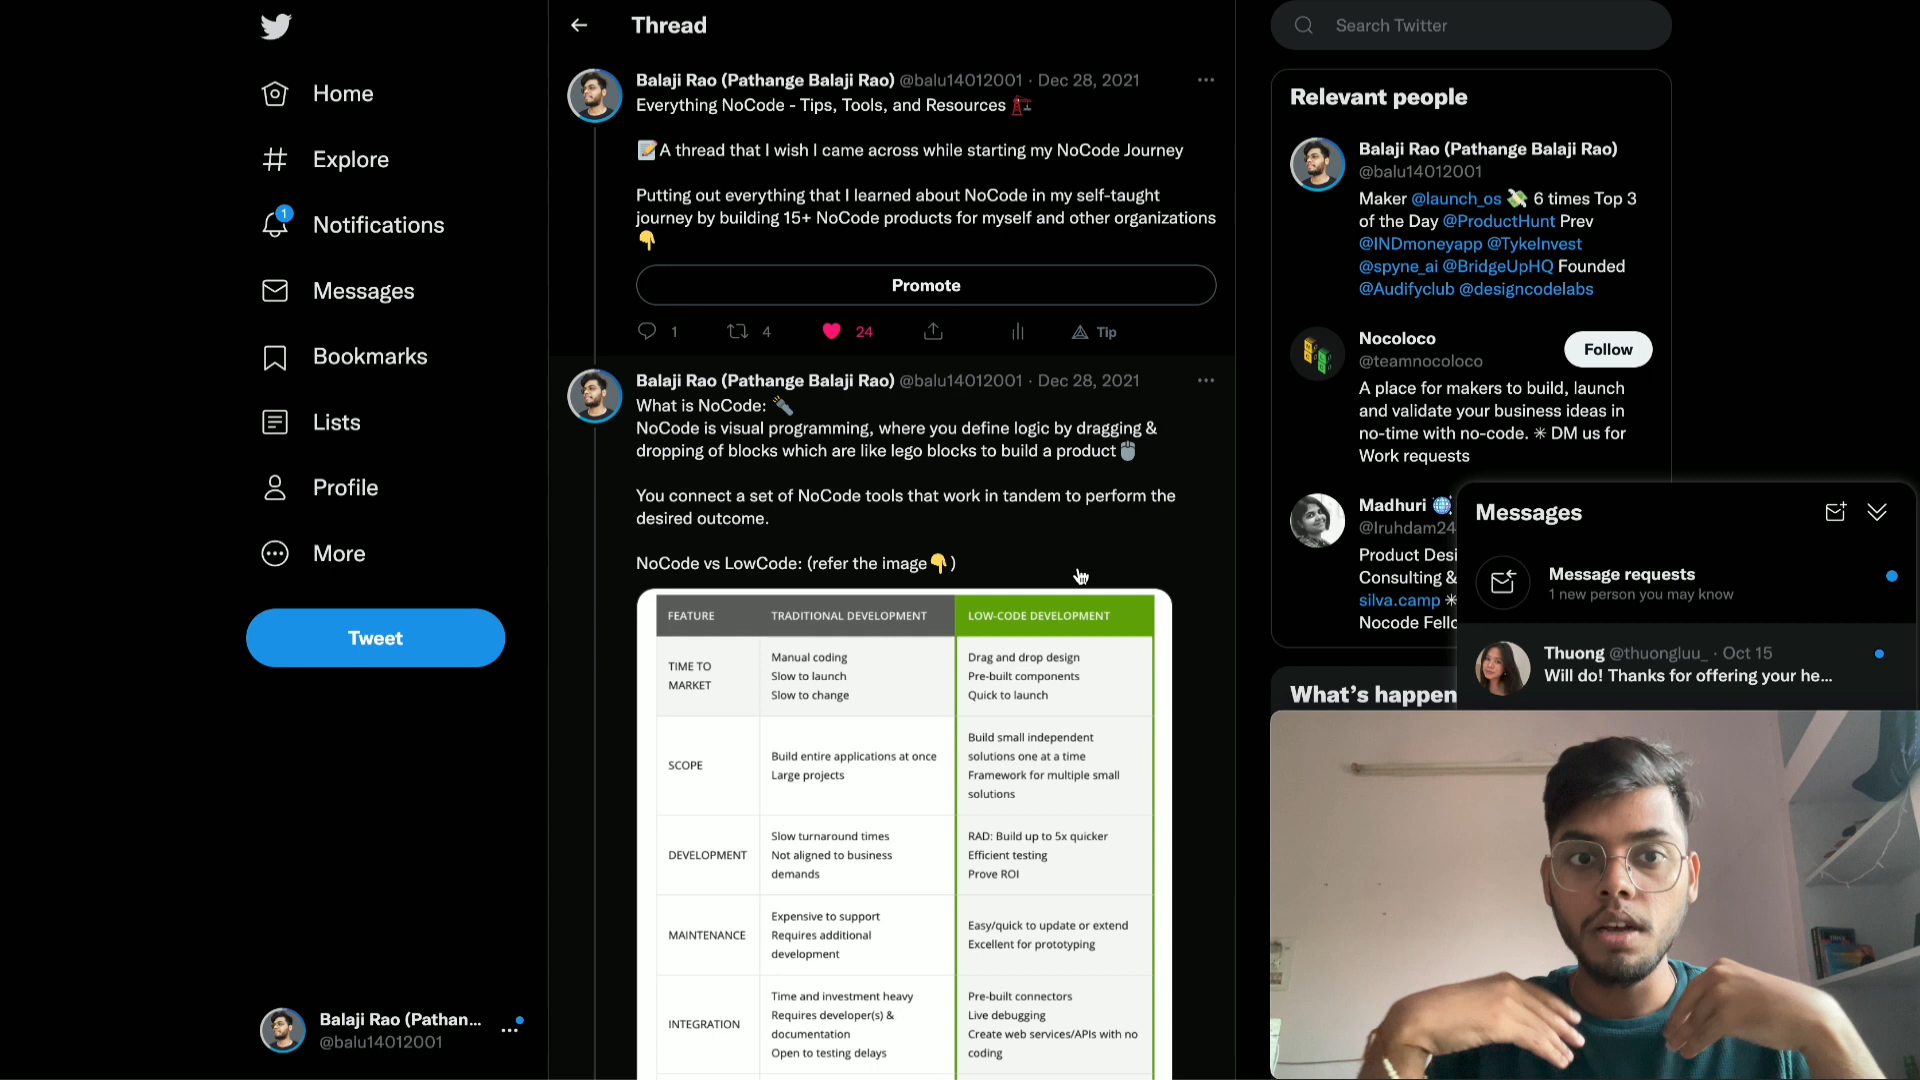 Home
Explore
1
Notifications
Messages
Bookmarks
Lists
Profile
More
Tweet
Balaji Rao (Pathan...
@balu14012001
Thread
Balaji Rao (Pathange Balaji Rao) @balu14012001 · Dec 28, 2021
Everything NoCode - Tips, Tools, and Resources
A thread that I wish I came across while starting my NoCode Journey
Putting out everything that I learned about NoCode in my self-taught
journey by building 15+ NoCode products for myself and other organizations
Promote
1 4 24 Tip
Balaji Rao (Pathange Balaji Rao) @balu14012001 · Dec 28, 2021
What is NoCode:
NoCode is visual programming, where you define logic by dragging &
dropping of blocks which are like lego blocks to build a product
You connect a set of NoCode tools that work in tandem to perform the
desired outcome.
NoCode vs LowCode: (refer the image )
FEATURE TRADITIONAL DEVELOPMENT LOW-CODE DEVELOPMENT
TIME TO
MARKET
Manual coding
Slow to launch
Slow to change
Drag and drop design
Pre-built components
Quick to launch
SCOPE
Build entire applications at once
Large projects
Build small independent
solutions one at a time
Framework for multiple small
solutions
DEVELOPMENT
Slow turnaround times
Not aligned to business
demands
RAD: Build up to 5x quicker
Efficient testing
Prove ROI
MAINTENANCE
Expensive to support
Requires additional
development
Easy/quick to update or extend
Excellent for prototyping
INTEGRATION
Time and investment heavy
Requires developer(s) &
documentation
Open to testing delays
Pre-built connectors
Live debugging
Create web services/APIs with no
coding
Search Twitter
Relevant people
Balaji Rao (Pathange Balaji Rao)
@balu14012001
Maker @launch_os 6 times Top 3
of the Day @ProductHunt Prev
@INDmoneyapp @TykeInvest
@spyne_ai @BridgeUpHQ Founded
@Audifyclub @designcodelabs
Nocoloco
@teamnocoloco
Follow
A place for makers to build, launch
and validate your business ideas in
no-time with no-code. ✳ DM us for
Work requests
Madhuri
@Iruhdam24
Product Desi
Consulting &
silva.camp ✳
Nocode Fello
What's happen
Messages
Message requests
1 new person you may know
Thuong @thuongluu_ · Oct 15
Will do! Thanks for offering your he...